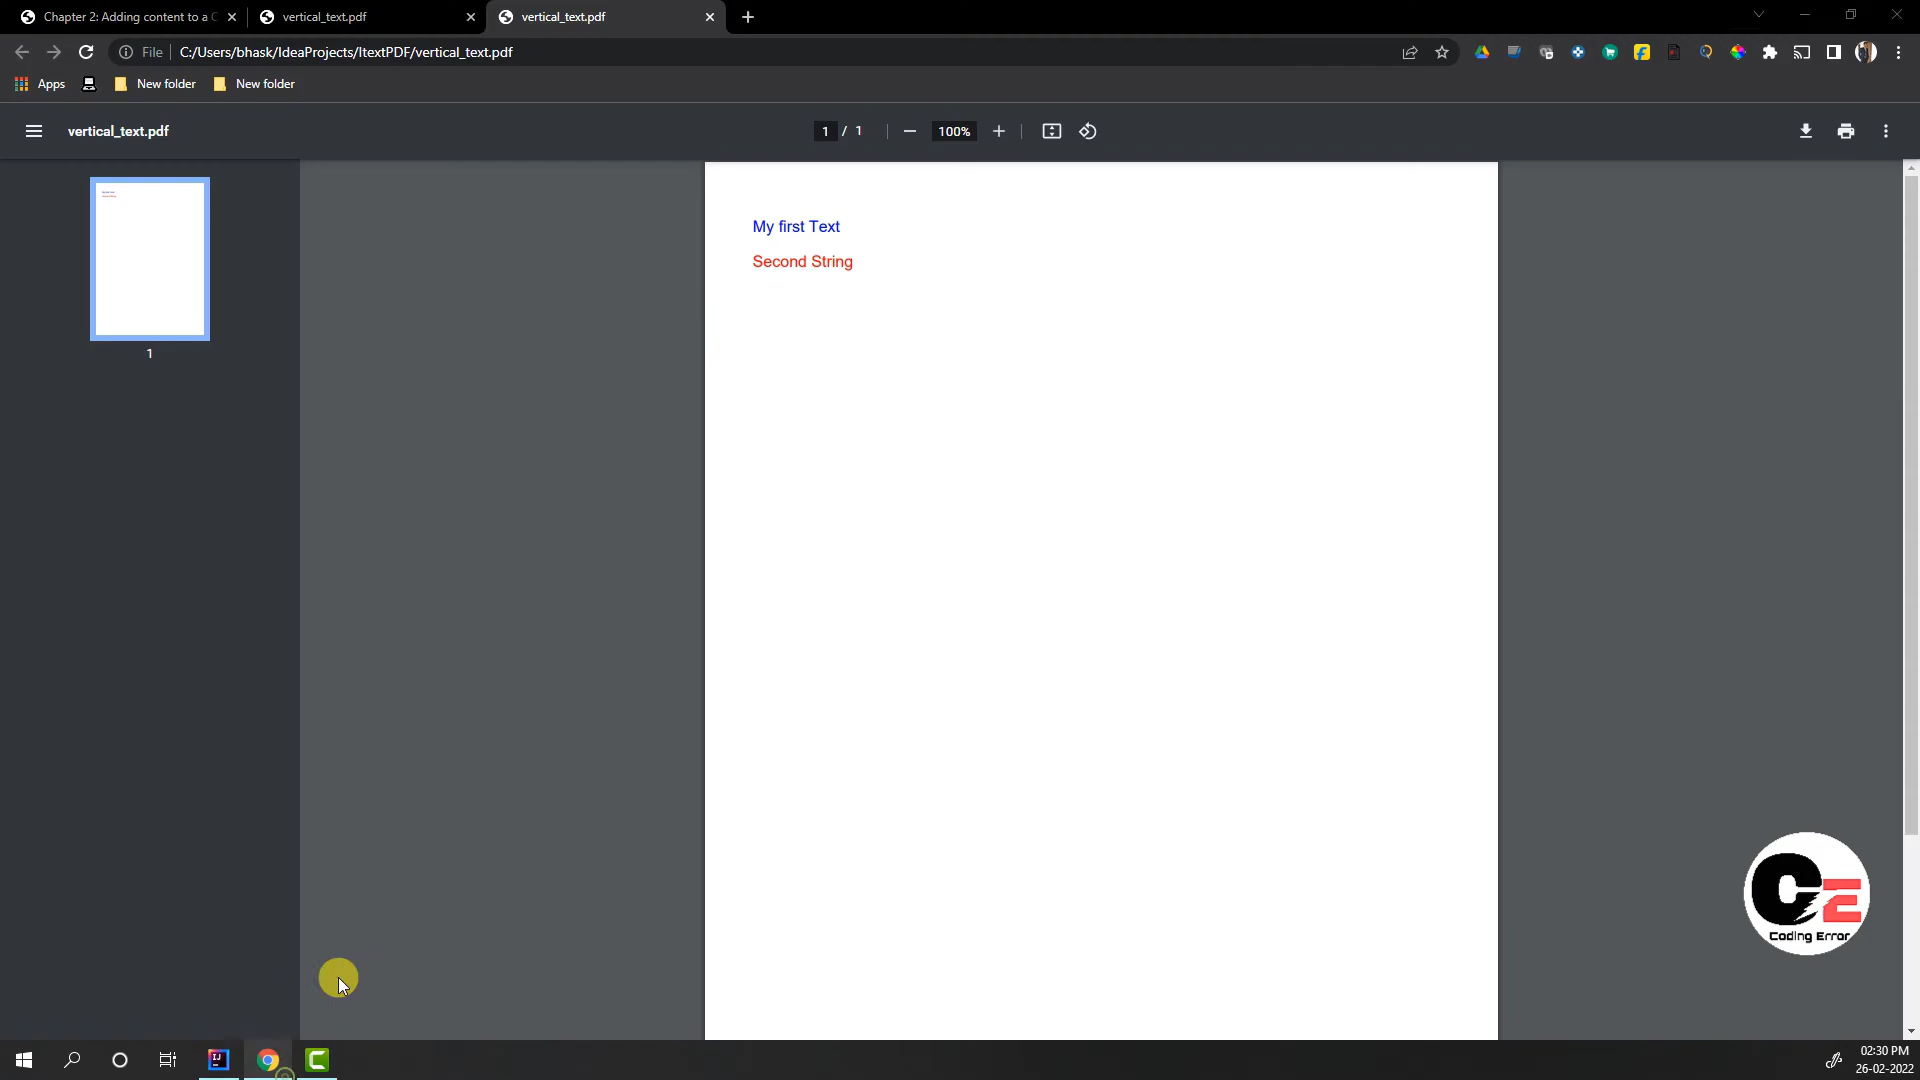 Chapter 2: Adding content to a C
vertical_text.pdf
vertical_text.pdf
File
C:/Users/bhask/IdeaProjects/ItextPDF/vertical_text.pdf
Apps
New folder
New folder
vertical_text.pdf
1 / 1
100%
My first Text
Second String
1
Coding Error
02:30 PM
26-02-2022